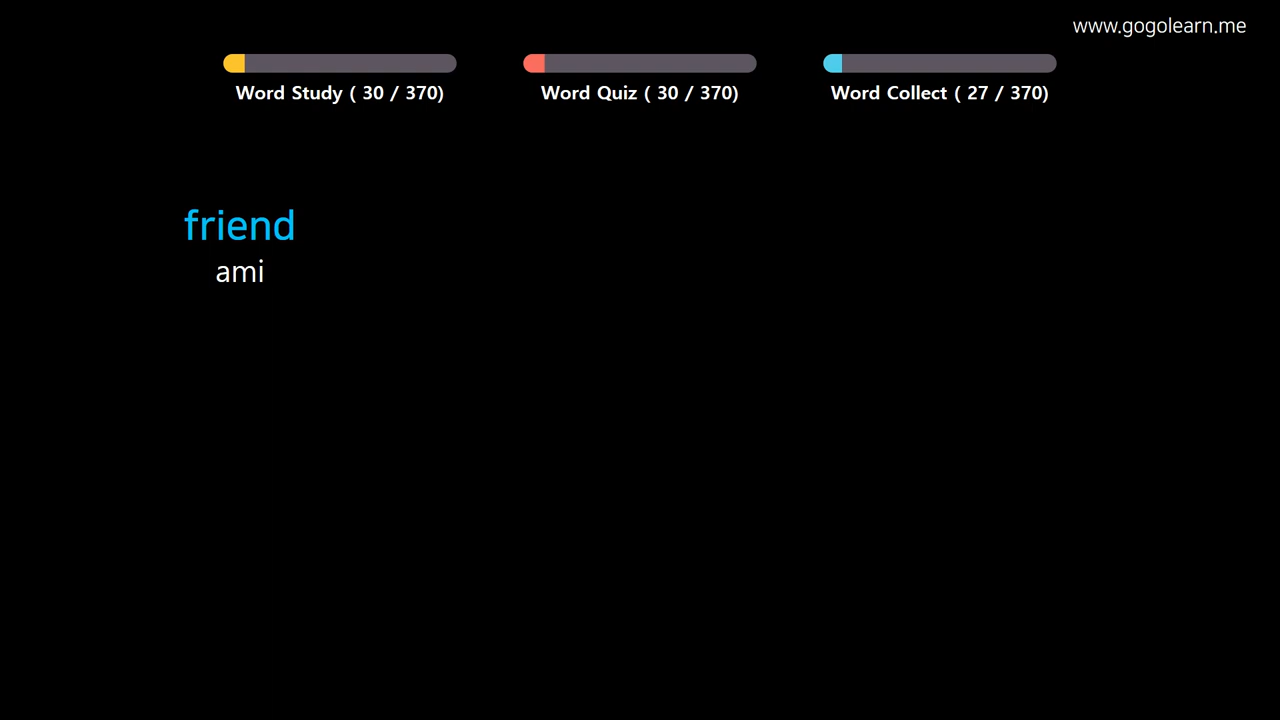 www.gogolearn.me
Word Study ( 30 / 370)
Word Quiz ( 30 / 370)
Word Collect ( 27 / 370)
friend
ami